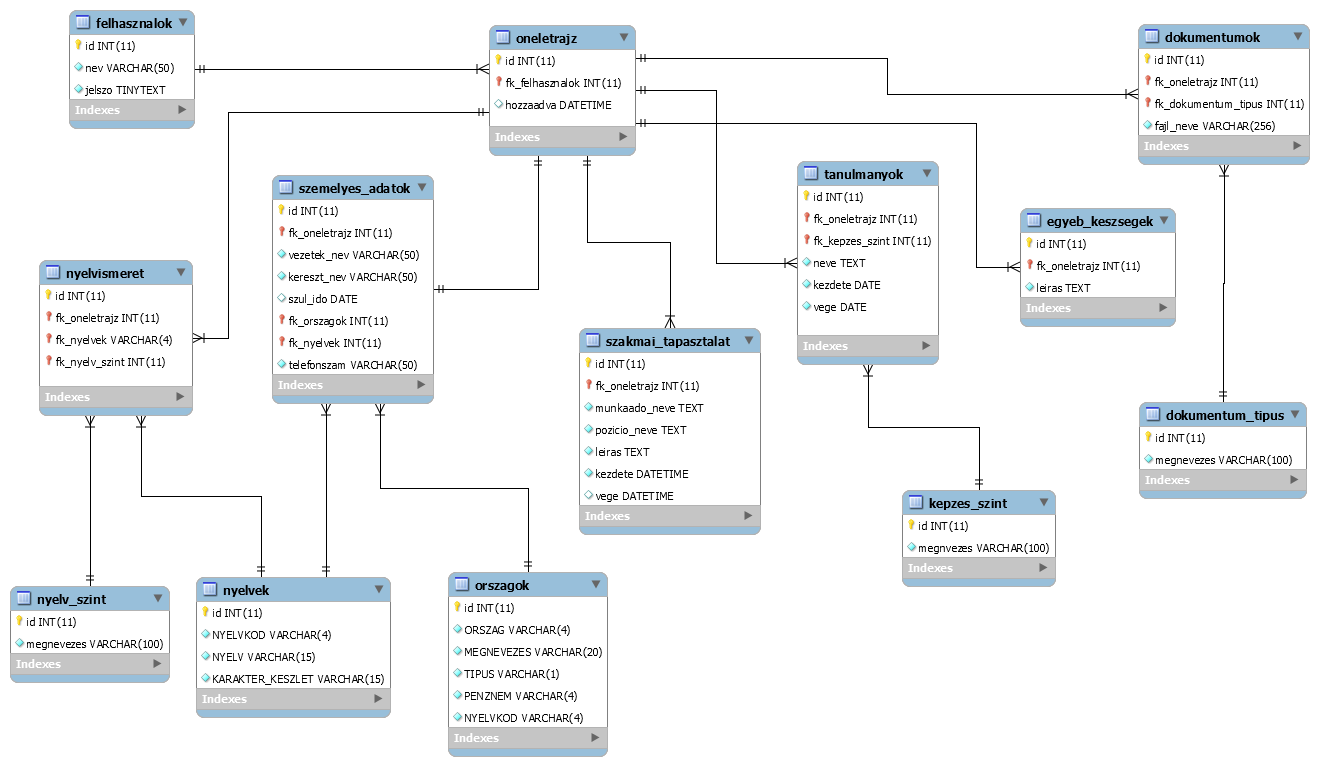 felhasznalok
id INT(11)
nev VARCHAR(50)
jelszo TINYTEXT
Indexes
oneletrajz
id INT(11)
fk_felhasznalok INT(11)
hozzaadva DATETIME
Indexes
dokumentumok
id INT(11)
fk_oneletrajz INT(11)
fk_dokumentum_tipus INT(11)
fajl_neve VARCHAR(256)
Indexes
szemelyes_adatok
id INT(11)
fk_oneletrajz INT(11)
vezetek_nev VARCHAR(50)
kereszt_nev VARCHAR(50)
szul_ido DATE
fk_orszagok INT(11)
fk_nyelvek INT(11)
telefonszam VARCHAR(50)
Indexes
tanulmanyok
id INT(11)
fk_oneletrajz INT(11)
fk_kepzes_szint INT(11)
neve TEXT
kezdete DATE
vege DATE
Indexes
egyeb_keszsegek
id INT(11)
fk_oneletrajz INT(11)
leiras TEXT
Indexes
nyelvismeret
id INT(11)
fk_oneletrajz INT(11)
fk_nyelvek VARCHAR(4)
fk_nyelv_szint INT(11)
Indexes
szakmai_tapasztalat
id INT(11)
fk_oneletrajz INT(11)
munkaado_neve TEXT
pozicio_neve TEXT
leiras TEXT
kezdete DATETIME
vege DATETIME
Indexes
dokumentum_tipus
id INT(11)
megnevezes VARCHAR(100)
Indexes
kepzes_szint
id INT(11)
megnvezes VARCHAR(100)
Indexes
nyelv_szint
id INT(11)
megnevezes VARCHAR(100)
Indexes
nyelvek
id INT(11)
NYELVKOD VARCHAR(4)
NYELV VARCHAR(15)
KARAKTER_KESZLET VARCHAR(15)
Indexes
orszagok
id INT(11)
ORSZAG VARCHAR(4)
MEGNEVEZES VARCHAR(20)
TIPUS VARCHAR(1)
PENZNEM VARCHAR(4)
NYELVKOD VARCHAR(4)
Indexes